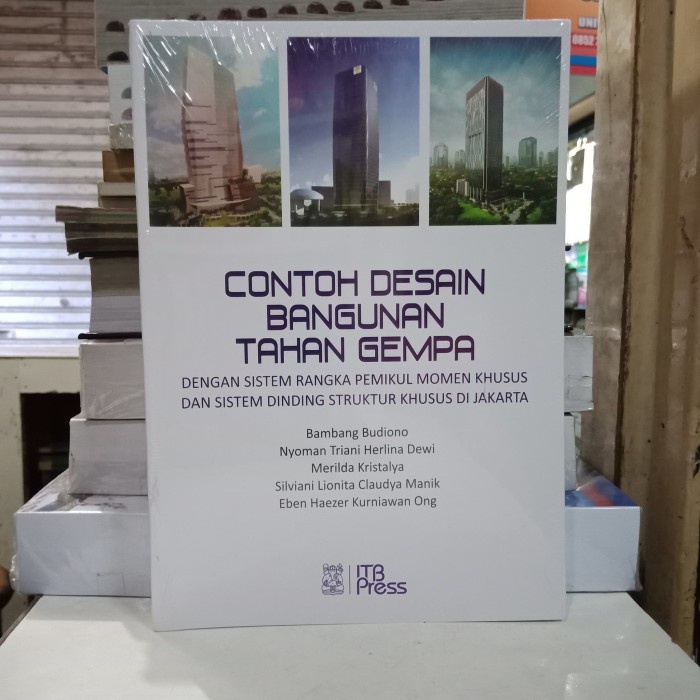 CONTOH DESAIN
BANGUNAN
TAHAN GEMPA
DENGAN SISTEM RANGKA PEMIKUL MOMEN KHUSUS
DAN SISTEM DINDING STRUKTUR KHUSUS DI JAKARTA
Bambang Budiono
Nyoman Triani Herlina Dewi
Merilda Kristalya
Silviani Lionita Claudya Manik
Eben Haezer Kurniawan Ong
ITB
Press